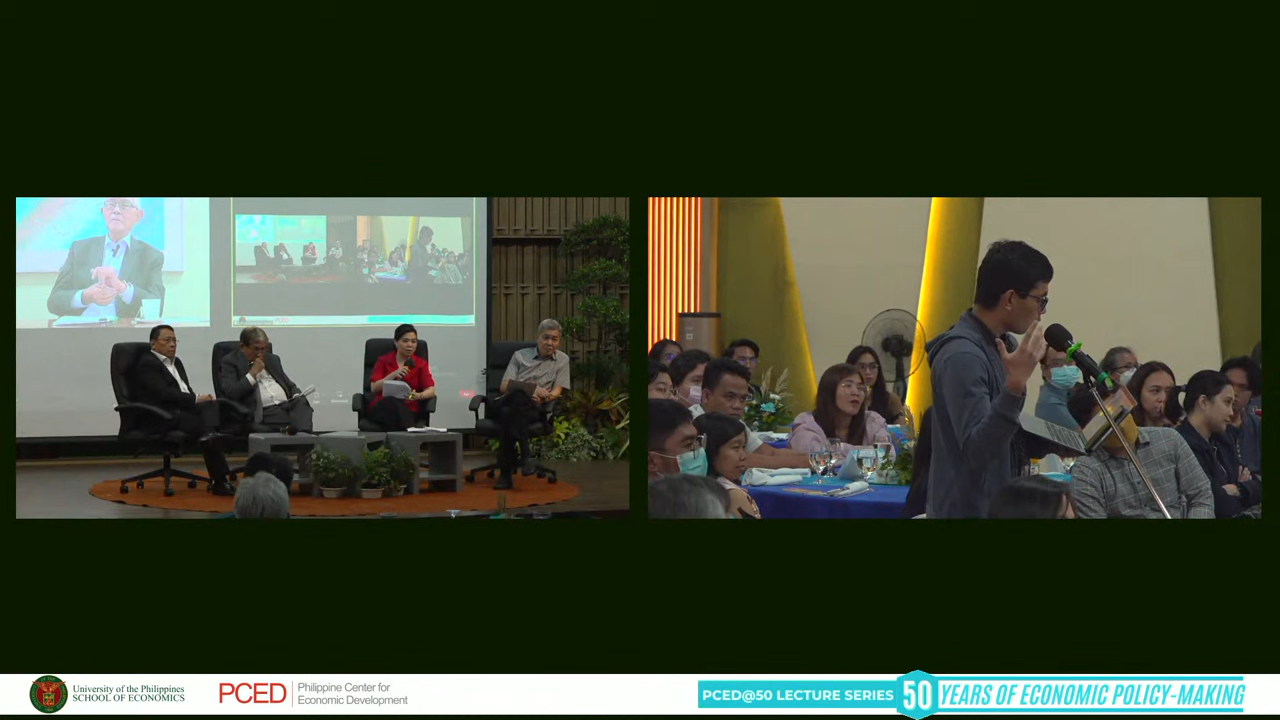 University of the Philippines
SCHOOL OF ECONOMICS
PCED
Philippine Center for
Economic Development
PCED@50 LECTURE SERIES
50
YEARS OF ECONOMIC POLICY-MAKING